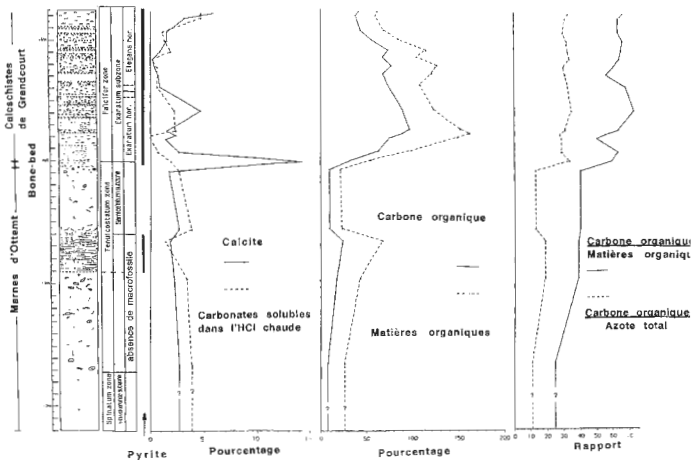 Calcschistes
de Grandcourt
Bone-bed
Marnes d'Ottemt
Falcifer zone
Exaratum subzone
Elegans hor.
Exaratum hor.
Tenuicostatum zone
absence de macrofossile
Spinatum zone
Calcite
Carbonates solubles
dans l'HCl chaude
Carbone organique
Matières organiques
Carbone organique
Matières organiqu
Carbone organique
Azote total
? ? ? ? ? ?
0 5 10
Pyrite
Pourcentage
0 50 100 150 200
Pourcentage
0 10 20 30 40 50 60
Rapport